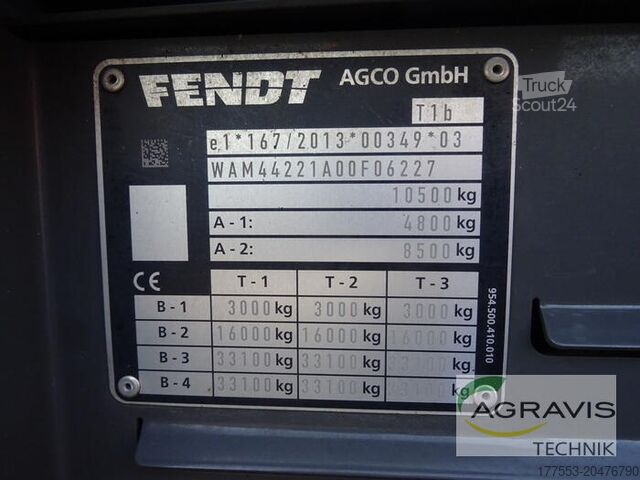 FENDT AGCO GmbH
Truck
Scout24
T1b
e1*167/2013*00349*03
WAM44221A00F06227
10500 kg
A - 1: 4800 kg
A - 2: 8500 kg
CE T - 1 T - 2 T - 3
B - 1 3000 kg 3000 kg 3000 kg
B - 2 16000 kg 16000 kg 16000 kg
B - 3 33100 kg 33100 kg kg
B - 4 33100 kg 33100 kg kg
954.500.410.010
AGRAVIS
TECHNIK
177553-20476790